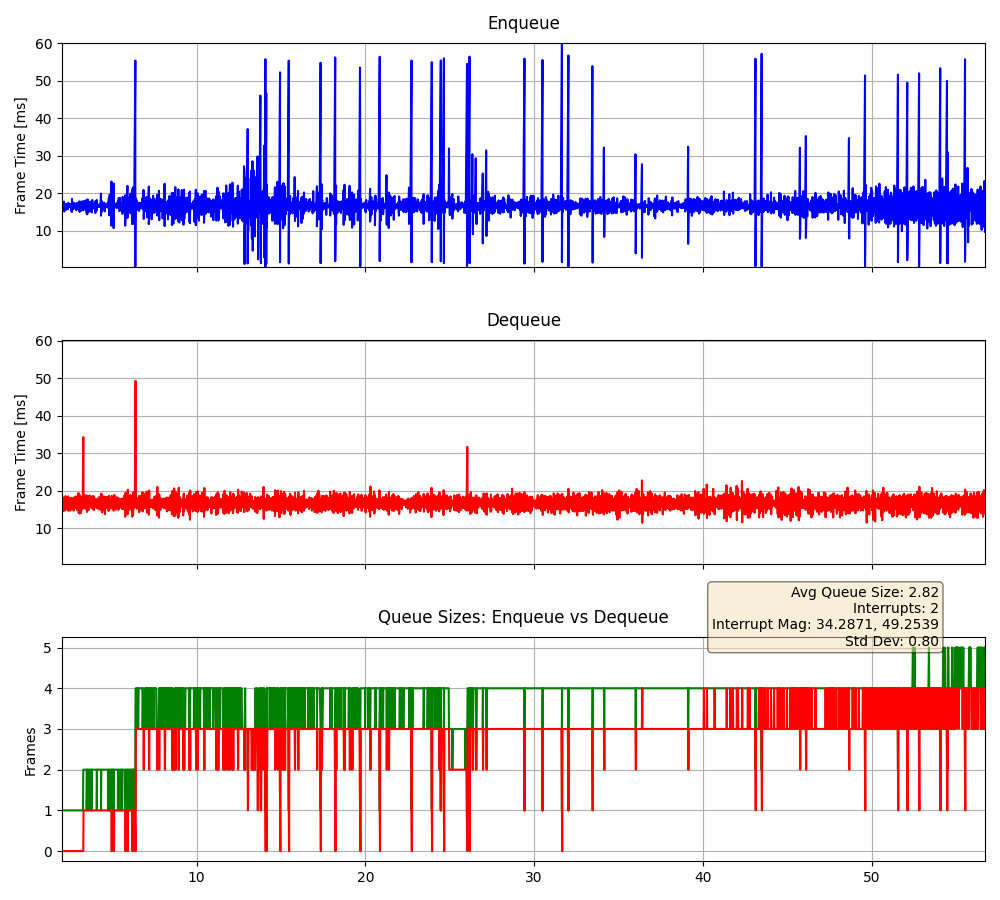 Enqueue
Frame Time [ms]
60
50
40
30
20
10
Dequeue
Frame Time [ms]
60
50
40
30
20
10
Queue Sizes: Enqueue vs Dequeue
Avg Queue Size: 2.82
Interrupts: 2
Interrupt Mag: 34.2871, 49.2539
Std Dev: 0.80
Frames
5
4
3
2
1
0
10 20 30 40 50